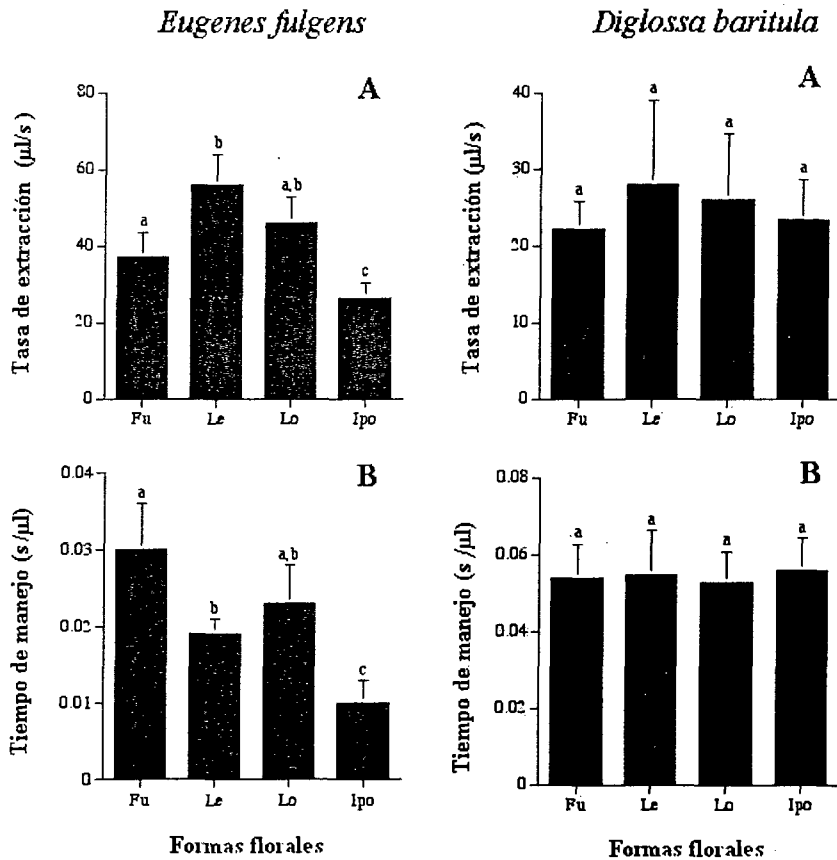 Eugenes fulgens
Diglossa baritula
A
Tasa de extracción (µl/s)
80
60
40
20
0
a
b
a,b
c
Fu
Le
Lo
Ipo
A
Tasa de extracción (µl/s)
40
30
20
10
0
a
a
a
a
Fu
Le
Lo
Ipo
B
Tiempo de manejo (s/µl)
0.04
0.03
0.02
0.01
0
a
b
a,b
c
Fu
Le
Lo
Ipo
Formas florales
B
Tiempo de manejo (s/µl)
0.08
0.06
0.04
0.02
0
a
a
a
a
Fu
Le
Lo
Ipo
Formas florales